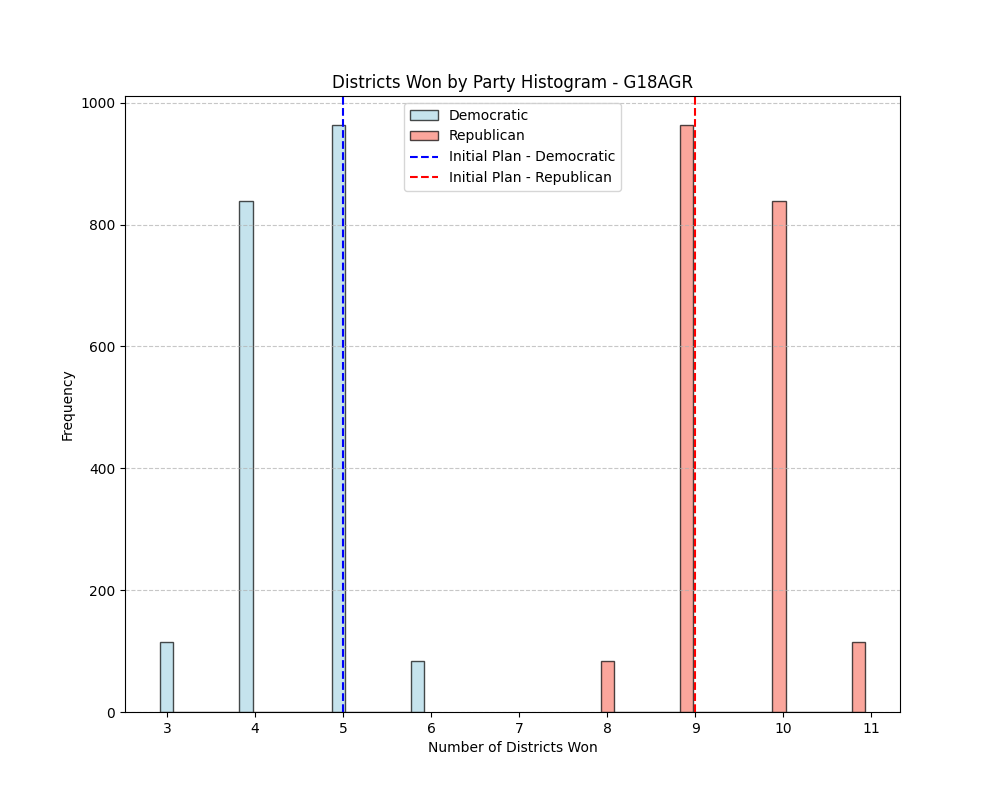 Districts Won by Party Histogram - G18AGR
Democratic
Republican
Initial Plan - Democratic
Initial Plan - Republican
1000
800
600
400
200
0
Frequency
3 4 5 6 7 8 9 10 11
Number of Districts Won